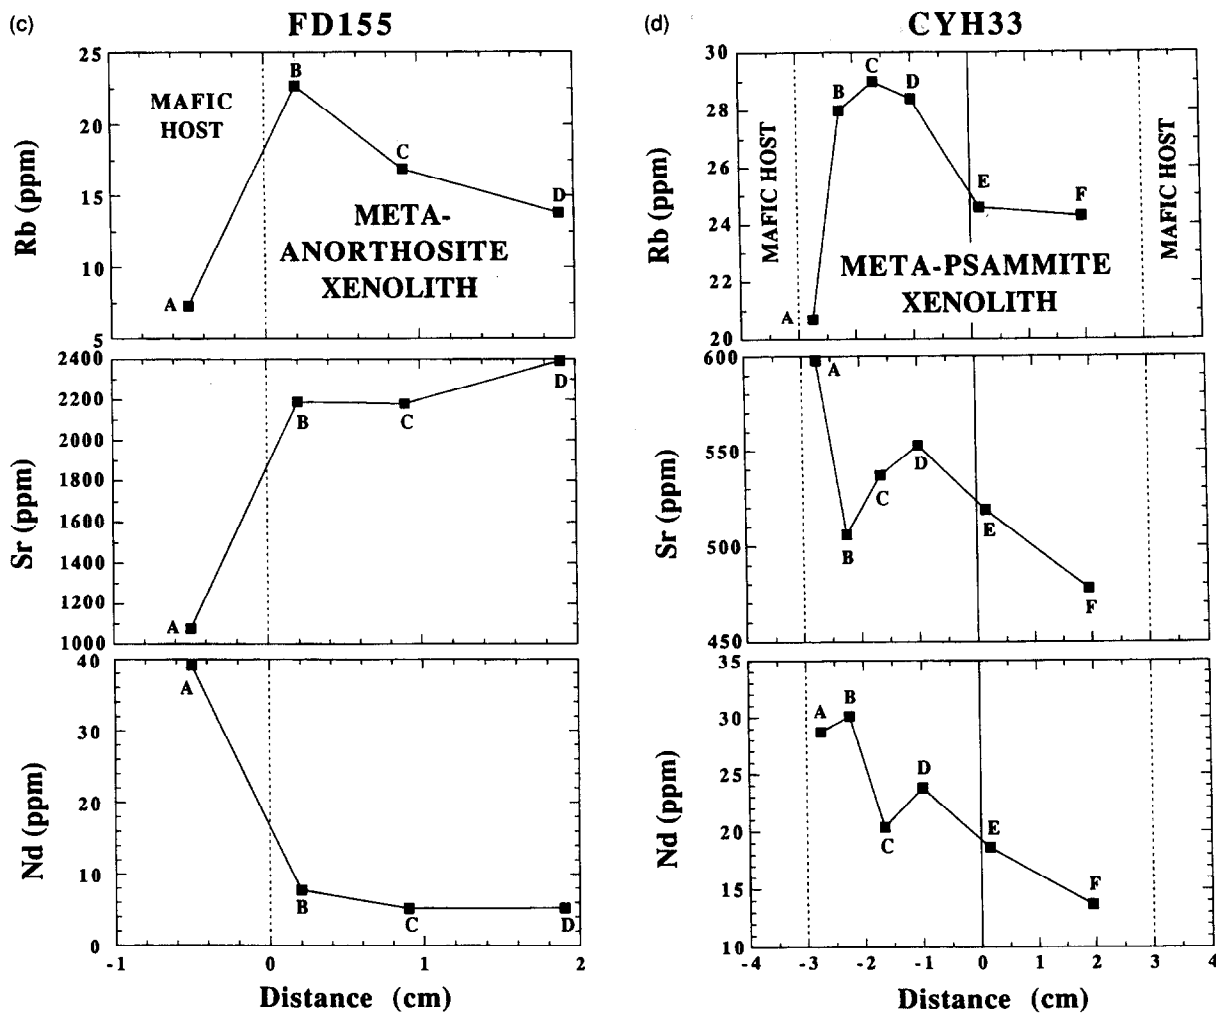 (c)
FD155
Rb (ppm)
25
20
15
10
5
MAFIC
HOST
META-
ANORTHOSITE
XENOLITH
A
B
C
D
Sr (ppm)
2400
2200
2000
1800
1600
1400
1200
1000
A
B
C
D
Nd (ppm)
40
30
20
10
0
A
B
C
D
-1
0
1
2
Distance (cm)
(d)
CYH33
Rb (ppm)
30
28
26
24
22
20
MAFIC HOST
META-PSAMMITE
XENOLITH
MAFIC HOST
A
B
C
D
E
F
Sr (ppm)
600
550
500
450
A
B
C
D
E
F
Nd (ppm)
35
30
25
20
15
10
A
B
C
D
E
F
-4
-3
-2
-1
0
1
2
3
4
Distance (cm)